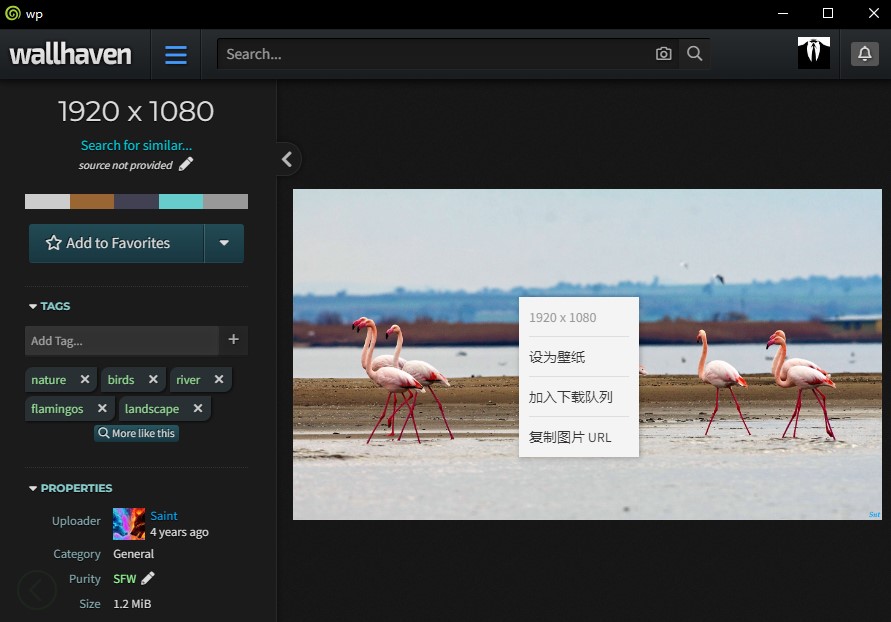 wp
wallhaven
Search...
1920 x 1080
Search for similar...
source not provided
Add to Favorites
TAGS
Add Tag...
+
nature
birds
river
flamingos
landscape
More like this
PROPERTIES
Uploader Saint
4 years ago
Category General
Purity SFW
Size 1.2 MiB
1920 x 1080
设为壁纸
加入下载队列
复制图片 URL